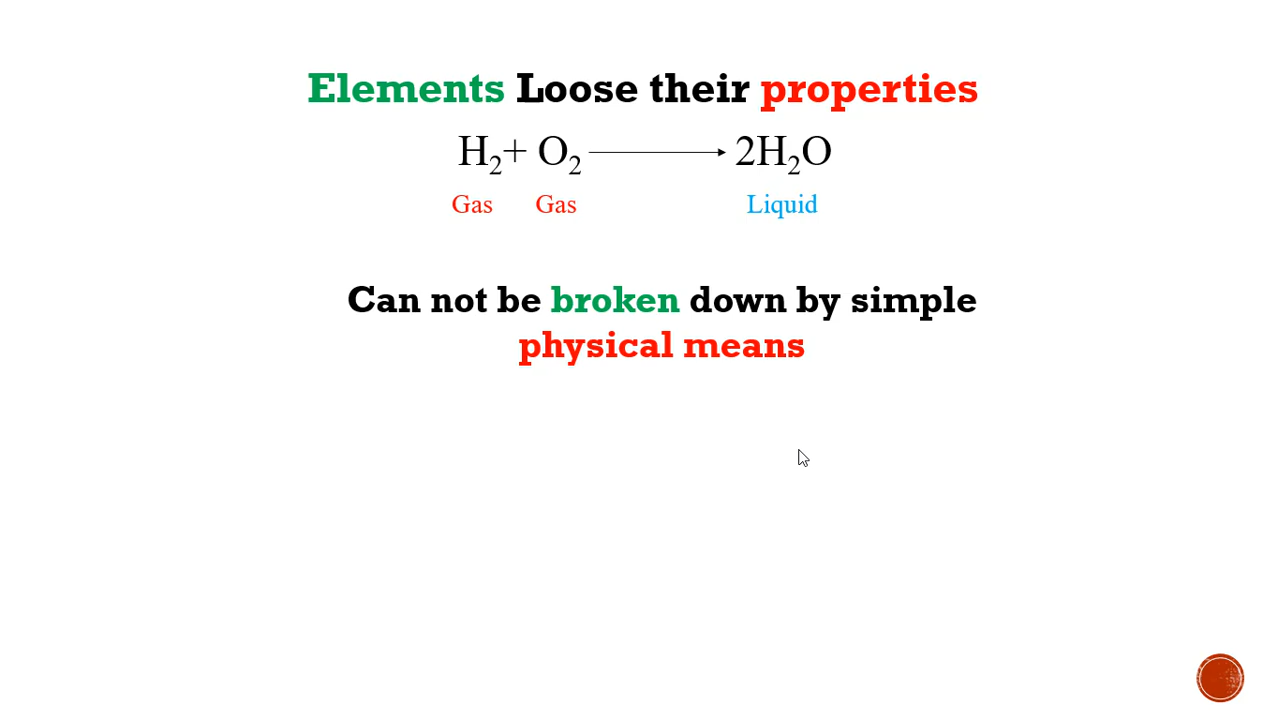 Elements Loose their properties
H₂+ O₂ ⟶ 2H₂O
Gas Gas Liquid
Can not be broken down by simple
physical means